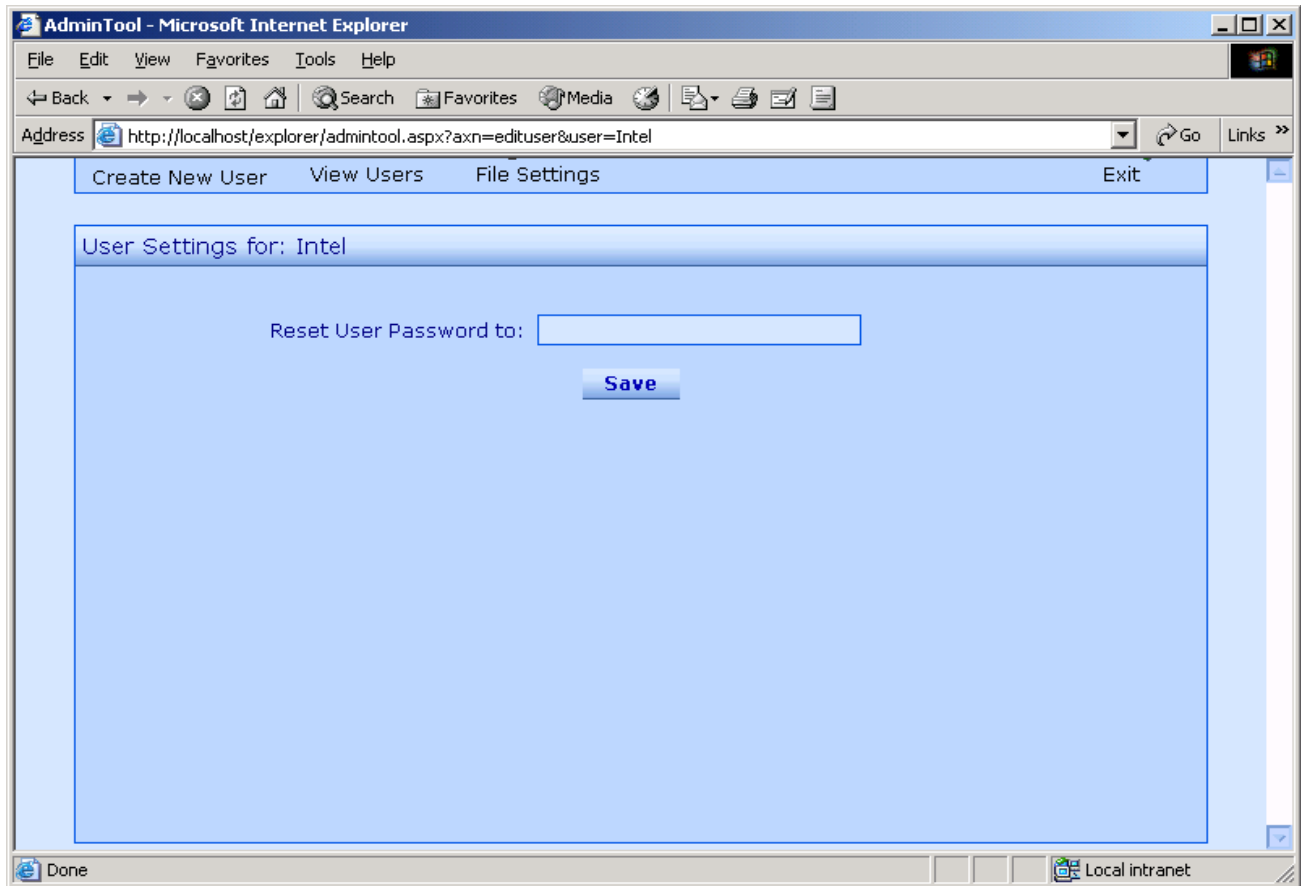 AdminTool - Microsoft Internet Explorer
File Edit View Favorites Tools Help
Back Search Favorites Media
Address http://localhost/explorer/admintool.aspx?axn=edituser&user=Intel Go Links »
Create New User View Users File Settings Exit
User Settings for: Intel
Reset User Password to:
Save
Done Local intranet